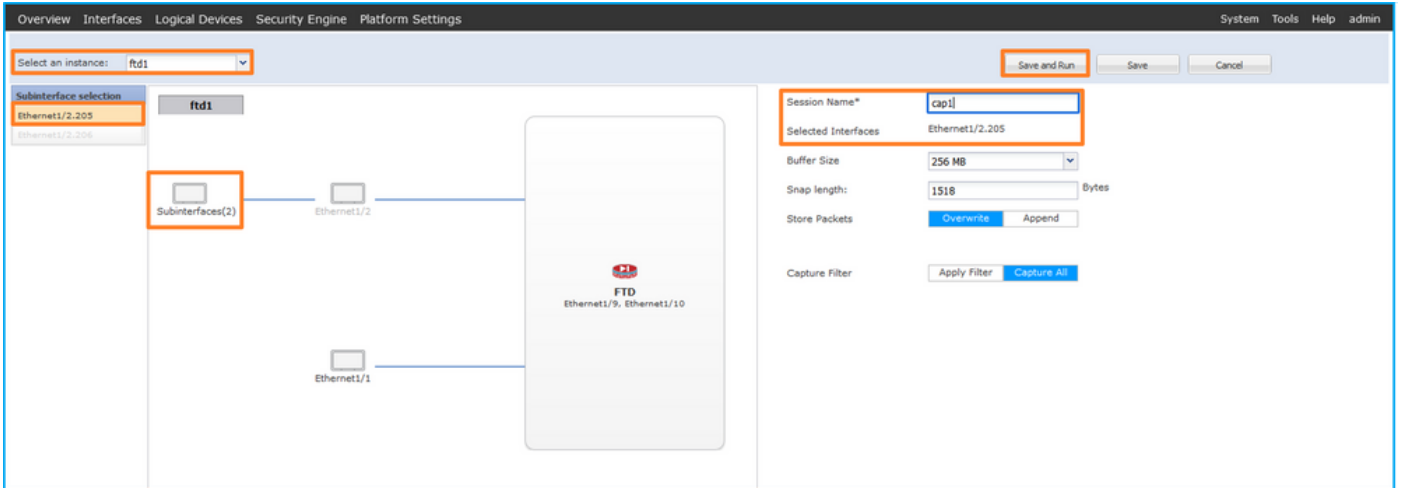 Overview Interfaces Logical Devices Security Engine Platform Settings System Tools Help admin
Select an instance: ftd1 Save and Run Save Cancel
Subinterface selection
Ethernet1/2.205
Ethernet1/2.206
ftd1
Subinterfaces(2)
Ethernet1/2
Ethernet1/1
FTD
Ethernet1/9, Ethernet1/10
Session Name* cap1
Selected Interfaces Ethernet1/2.205
Buffer Size 256 MB
Snap length: 1518 Bytes
Store Packets Overwrite Append
Capture Filter Apply Filter Capture All